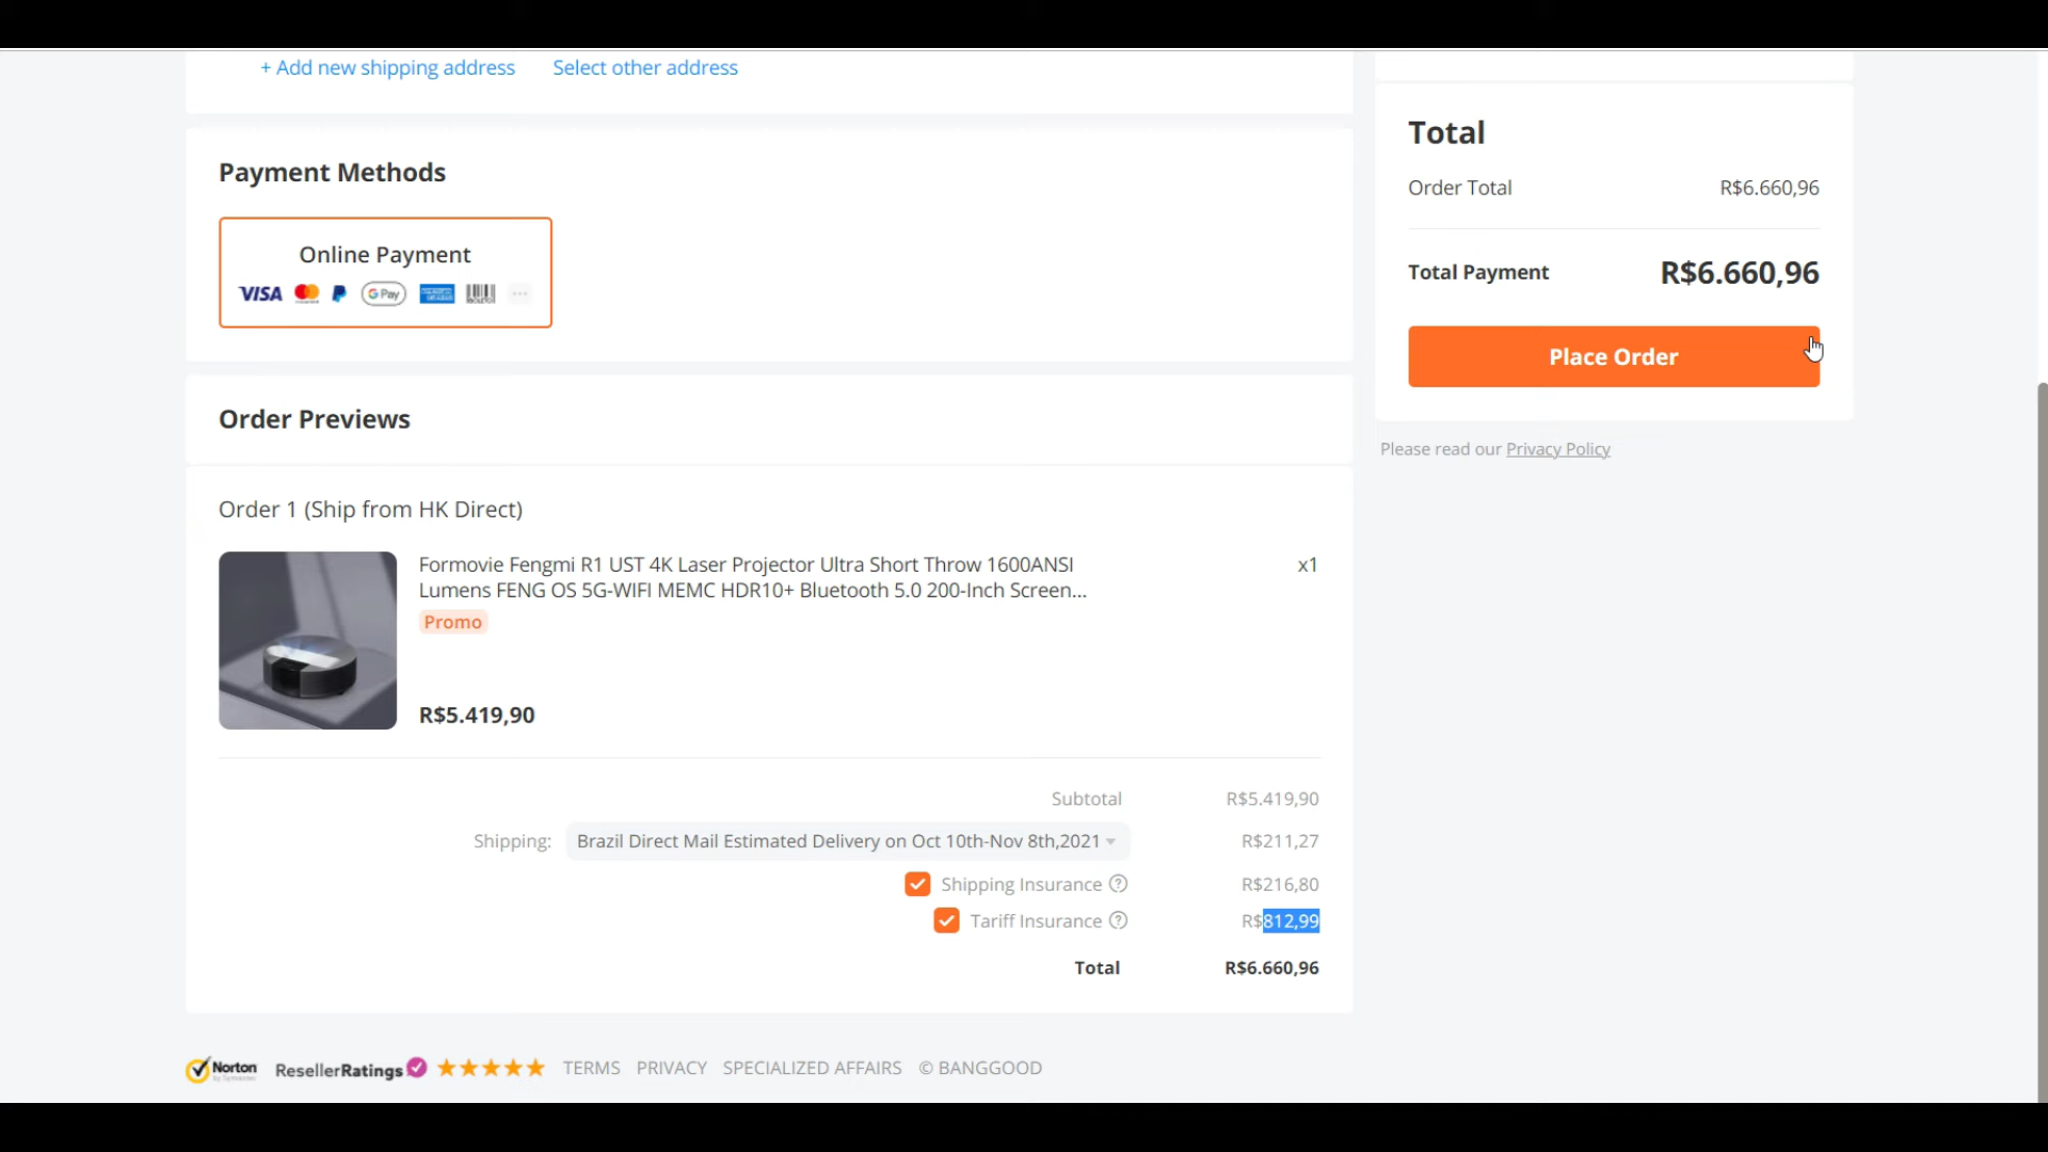 + Add new shipping address Select other address
Payment Methods
Online Payment
VISA G Pay
Order Previews
Order 1 (Ship from HK Direct)
Formovie Fengmi R1 UST 4K Laser Projector Ultra Short Throw 1600ANSI x1
Lumens FENG OS 5G-WIFI MEMC HDR10+ Bluetooth 5.0 200-Inch Screen...
Promo
R$5.419,90
Subtotal R$5.419,90
Shipping: Brazil Direct Mail Estimated Delivery on Oct 10th-Nov 8th,2021 R$211,27
Shipping Insurance ? R$216,80
Tariff Insurance ? R$812,99
Total R$6.660,96
Total
Order Total R$6.660,96
Total Payment R$6.660,96
Place Order
Please read our Privacy Policy
Norton ResellerRatings TERMS PRIVACY SPECIALIZED AFFAIRS © BANGGOOD